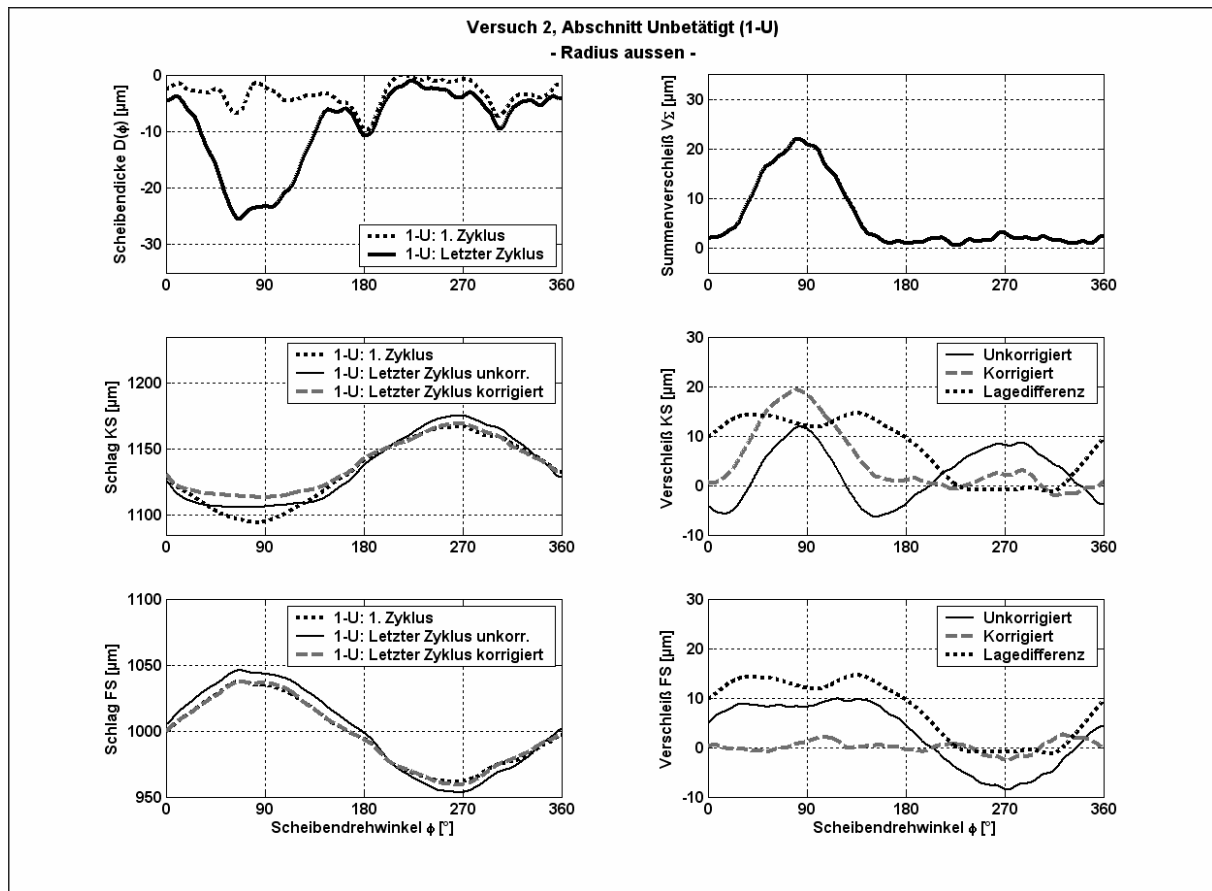 Versuch 2, Abschnitt Unbetätigt (1-U)
- Radius aussen -
Scheibendicke D(ϕ) [µm]
0
-10
-20
-30
1-U: 1. Zyklus
1-U: Letzter Zyklus
0 90 180 270 360
Summenverschleiß VΣ [µm]
30
20
10
0
0 90 180 270 360
Schlag KS [µm]
1200
1150
1100
1-U: 1. Zyklus
1-U: Letzter Zyklus unkorr.
1-U: Letzter Zyklus korrigiert
0 90 180 270 360
Verschleiß KS [µm]
30
20
10
0
-10
Unkorrigiert
Korrigiert
Lagedifferenz
0 90 180 270 360
Schlag FS [µm]
1100
1050
1000
950
1-U: 1. Zyklus
1-U: Letzter Zyklus unkorr.
1-U: Letzter Zyklus korrigiert
0 90 180 270 360
Scheibendrehwinkel ϕ [°]
Verschleiß FS [µm]
30
20
10
0
-10
Unkorrigiert
Korrigiert
Lagedifferenz
0 90 180 270 360
Scheibendrehwinkel ϕ [°]